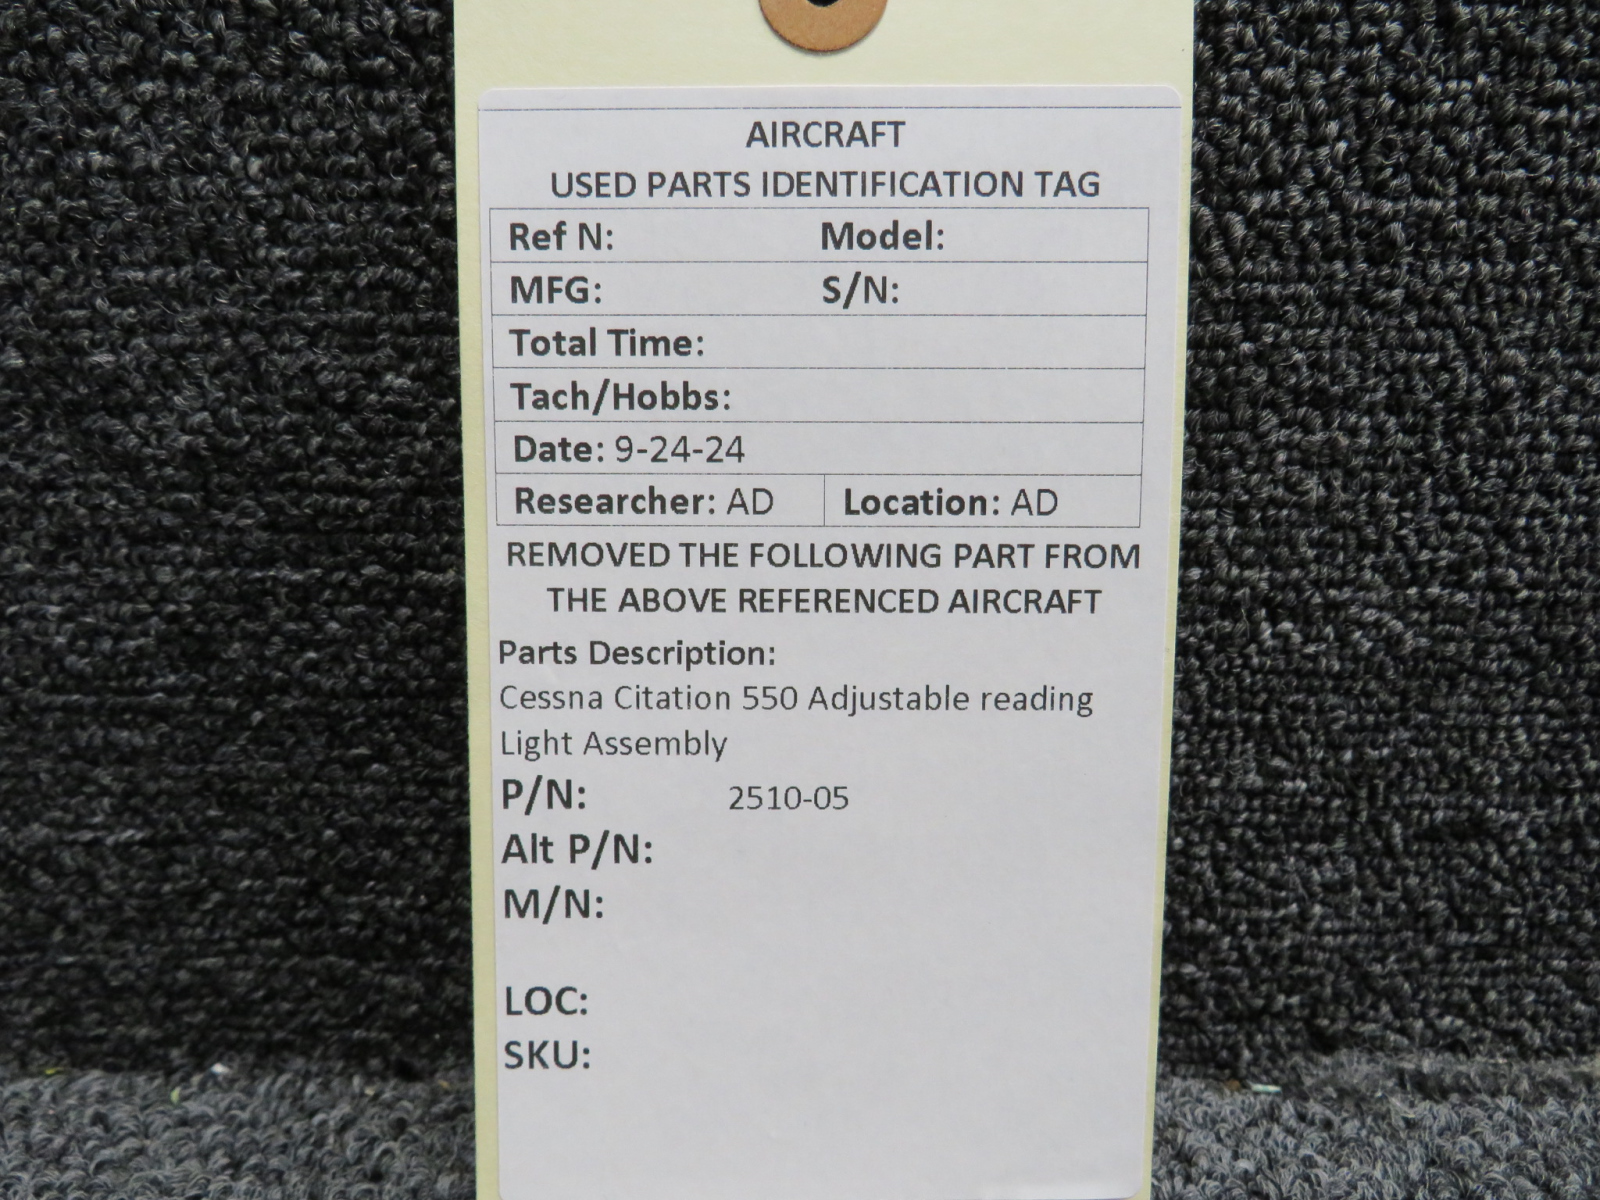 AIRCRAFT
USED PARTS IDENTIFICATION TAG
Ref N: Model:
MFG: S/N:
Total Time:
Tach/Hobbs:
Date: 9-24-24
Researcher: AD Location: AD
REMOVED THE FOLLOWING PART FROM
THE ABOVE REFERENCED AIRCRAFT
Parts Description:
Cessna Citation 550 Adjustable reading
Light Assembly
P/N: 2510-05
Alt P/N:
M/N:
LOC:
SKU: